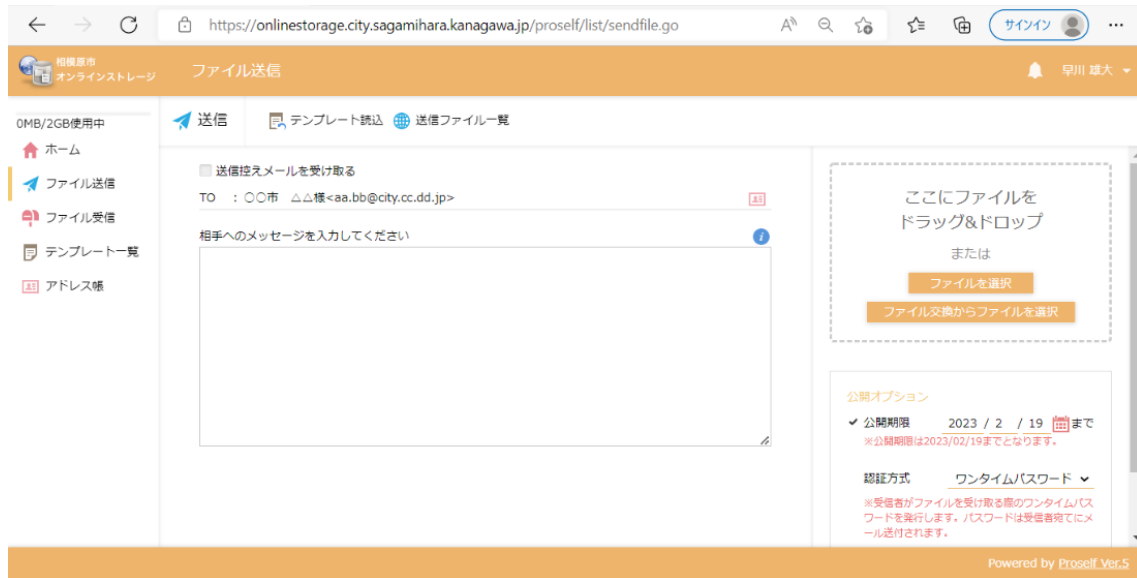 https://onlinestorage.city.sagamihara.kanagawa.jp/proself/list/sendfile.go
サインイン
相模原市
オンラインストレージ
ファイル送信
早川 雄大
0MB/2GB使用中
ホーム
ファイル送信
ファイル受信
テンプレート一覧
アドレス帳
送信
テンプレート読込
送信ファイル一覧
送信控えメールを受け取る
TO ：○○市 △△様<aa.bb@city.cc.dd.jp>
相手へのメッセージを入力してください
ここにファイルを
ドラッグ&ドロップ
または
ファイルを選択
ファイル交換からファイルを選択
公開オプション
公開期限 2023 / 2 / 19 まで
※公開期限は2023/02/19までとなります。
認証方式 ワンタイムパスワード
※受信者がファイルを受け取る際のワンタイムパス
ワードを発行します。パスワードは受信者宛てにメ
ール送付されます。
Powered by Proself Ver.5